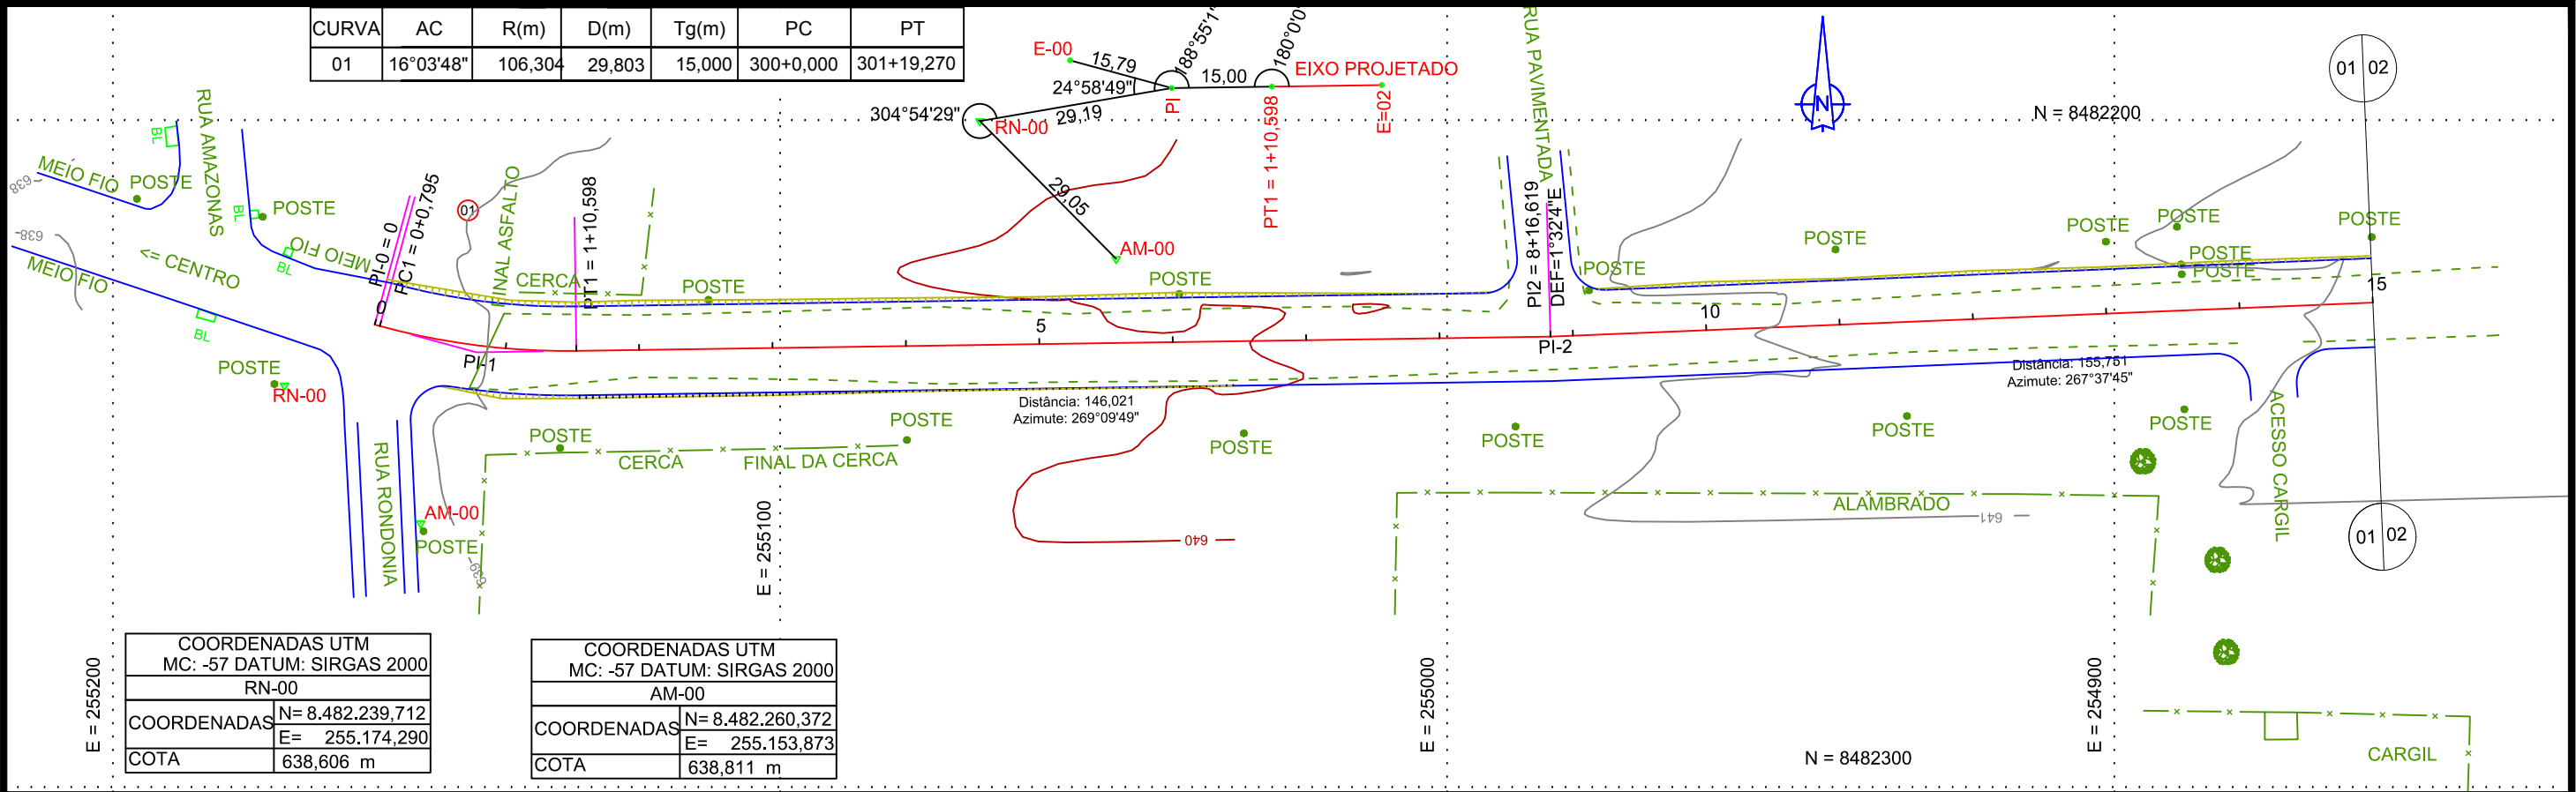 CURVA AC R(m) D(m) Tg(m) PC PT
01 16°03'48" 106,304 29,803 15,000 300+0,000 301+19,270
E-00
15,79
188°55'1"
180°0'0
15,00
EIXO PROJETADO
24°58'49"
304°54'29"
RN-00
29,19
PI
PT1 = 1+10,598
E=02
29,05
AM-00
RUA PAVIMENTADA
N
N = 8482200
01 02
638
MEIO FIO
POSTE
BL
RUA AMAZONAS
BL
POSTE
MEIO FIO
BL
<= CENTRO
638
MEIO FIO
BL
PI-0 = 0
PC1 = 0+0,795
01
FINAL ASFALTO
CERCA
PT1 = 1+10,598
POSTE
POSTE
PI2 = 8+16,619
DEF=1°32'4"E
POSTE
POSTE
POSTE
POSTE
POSTE
POSTE
POSTE
0
PI-1
5
PI-2
10
15
POSTE
RN-00
Distância: 146,021
Azimute: 269°09'49"
Distância: 155,751
Azimute: 267°37'45"
RUA RONDONIA
AM-00
POSTE
639
POSTE
CERCA
FINAL DA CERCA
POSTE
POSTE
POSTE
POSTE
POSTE
ACESSO CARGIL
640
641
ALAMBRADO
01 02
E = 255200
E = 255100
E = 255000
E = 254900
N = 8482300
CARGIL
COORDENADAS UTM
MC: -57 DATUM: SIRGAS 2000
RN-00
COORDENADAS N= 8.482.239,712
E= 255.174,290
COTA 638,606 m
COORDENADAS UTM
MC: -57 DATUM: SIRGAS 2000
AM-00
COORDENADAS N= 8.482.260,372
E= 255.153,873
COTA 638,811 m